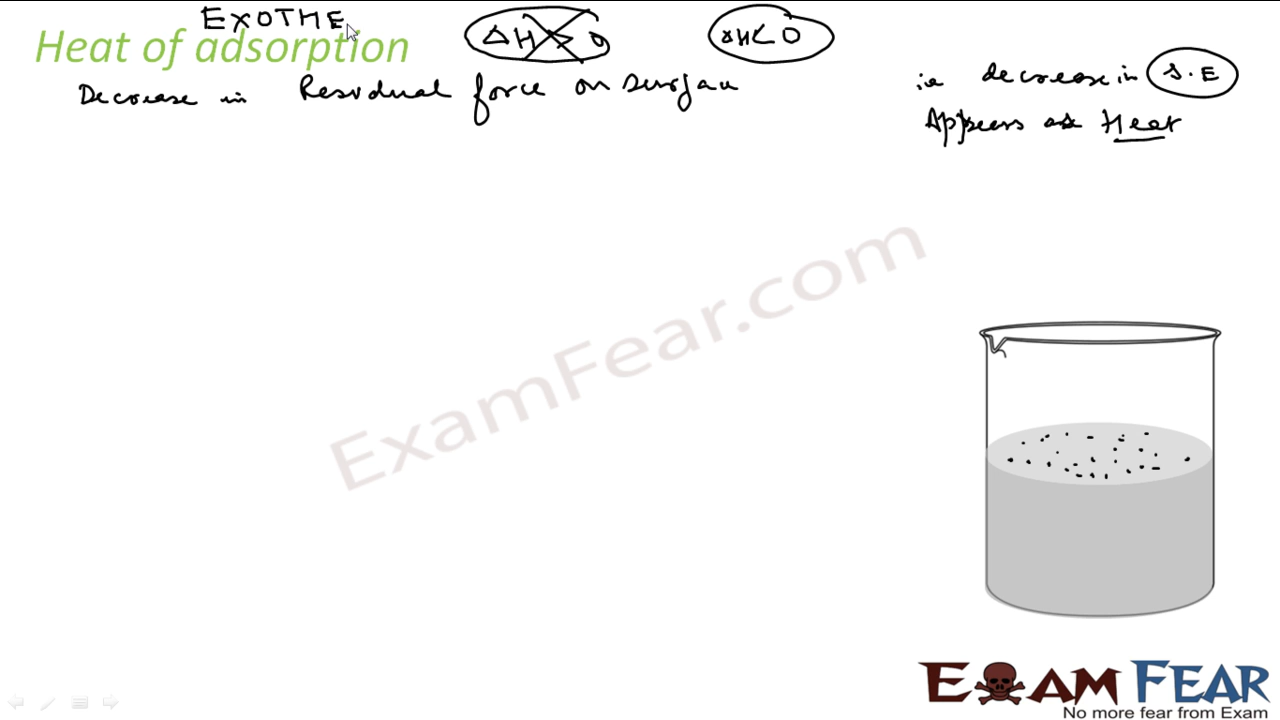 EXOTHE
Heat of adsorption
ΔH > 0
ΔH < 0
Decrease in Residual force on surfau
ie decrease in S.E
Appears as Heat
ExamFear.com
EXAM FEAR
No more fear from Exam